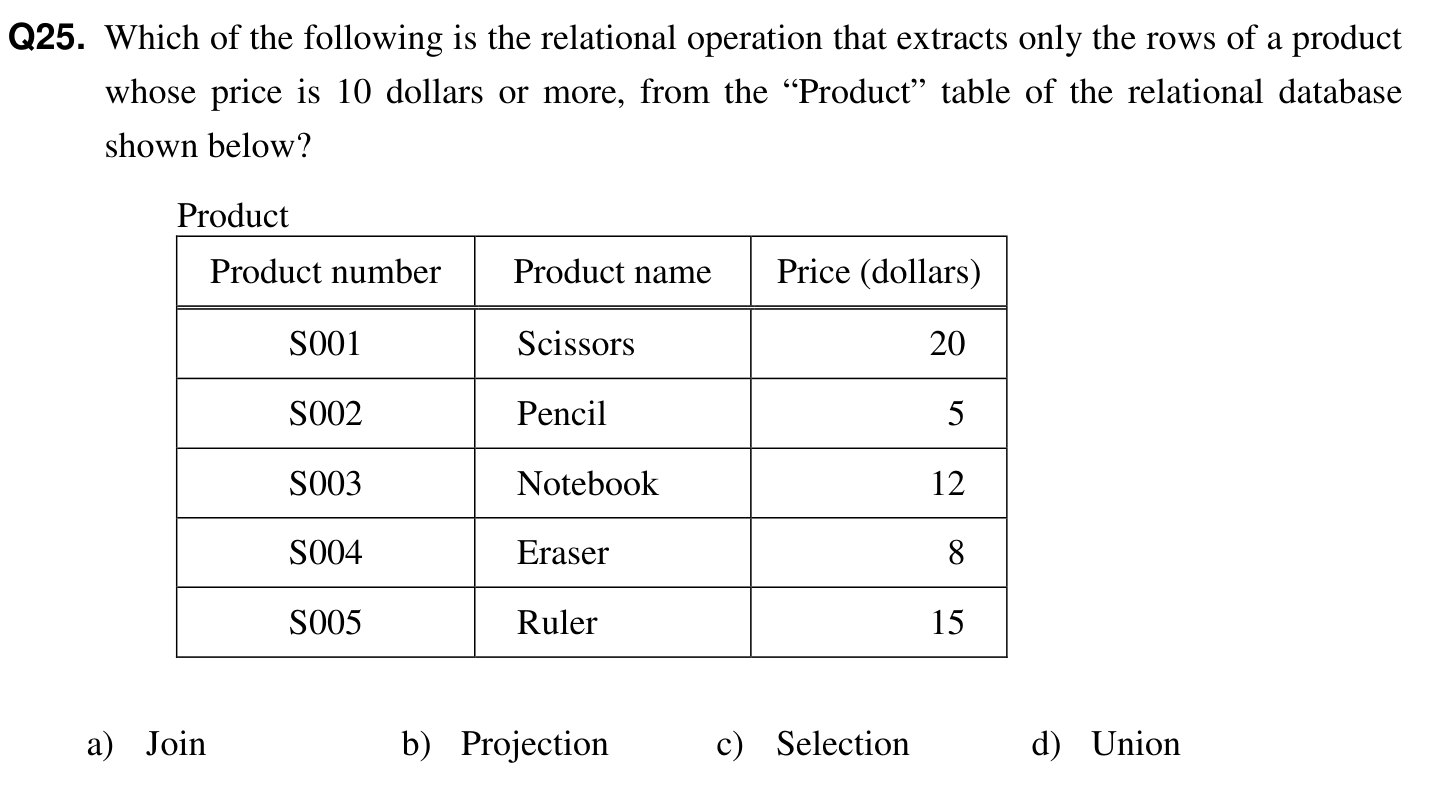 Q25. Which of the following is the relational operation that extracts only the rows of a product
whose price is 10 dollars or more, from the “Product” table of the relational database
shown below?
Product
Product number Product name Price (dollars)
S001 Scissors 20
S002 Pencil 5
S003 Notebook 12
S004 Eraser 8
S005 Ruler 15
a) Join b) Projection c) Selection d) Union